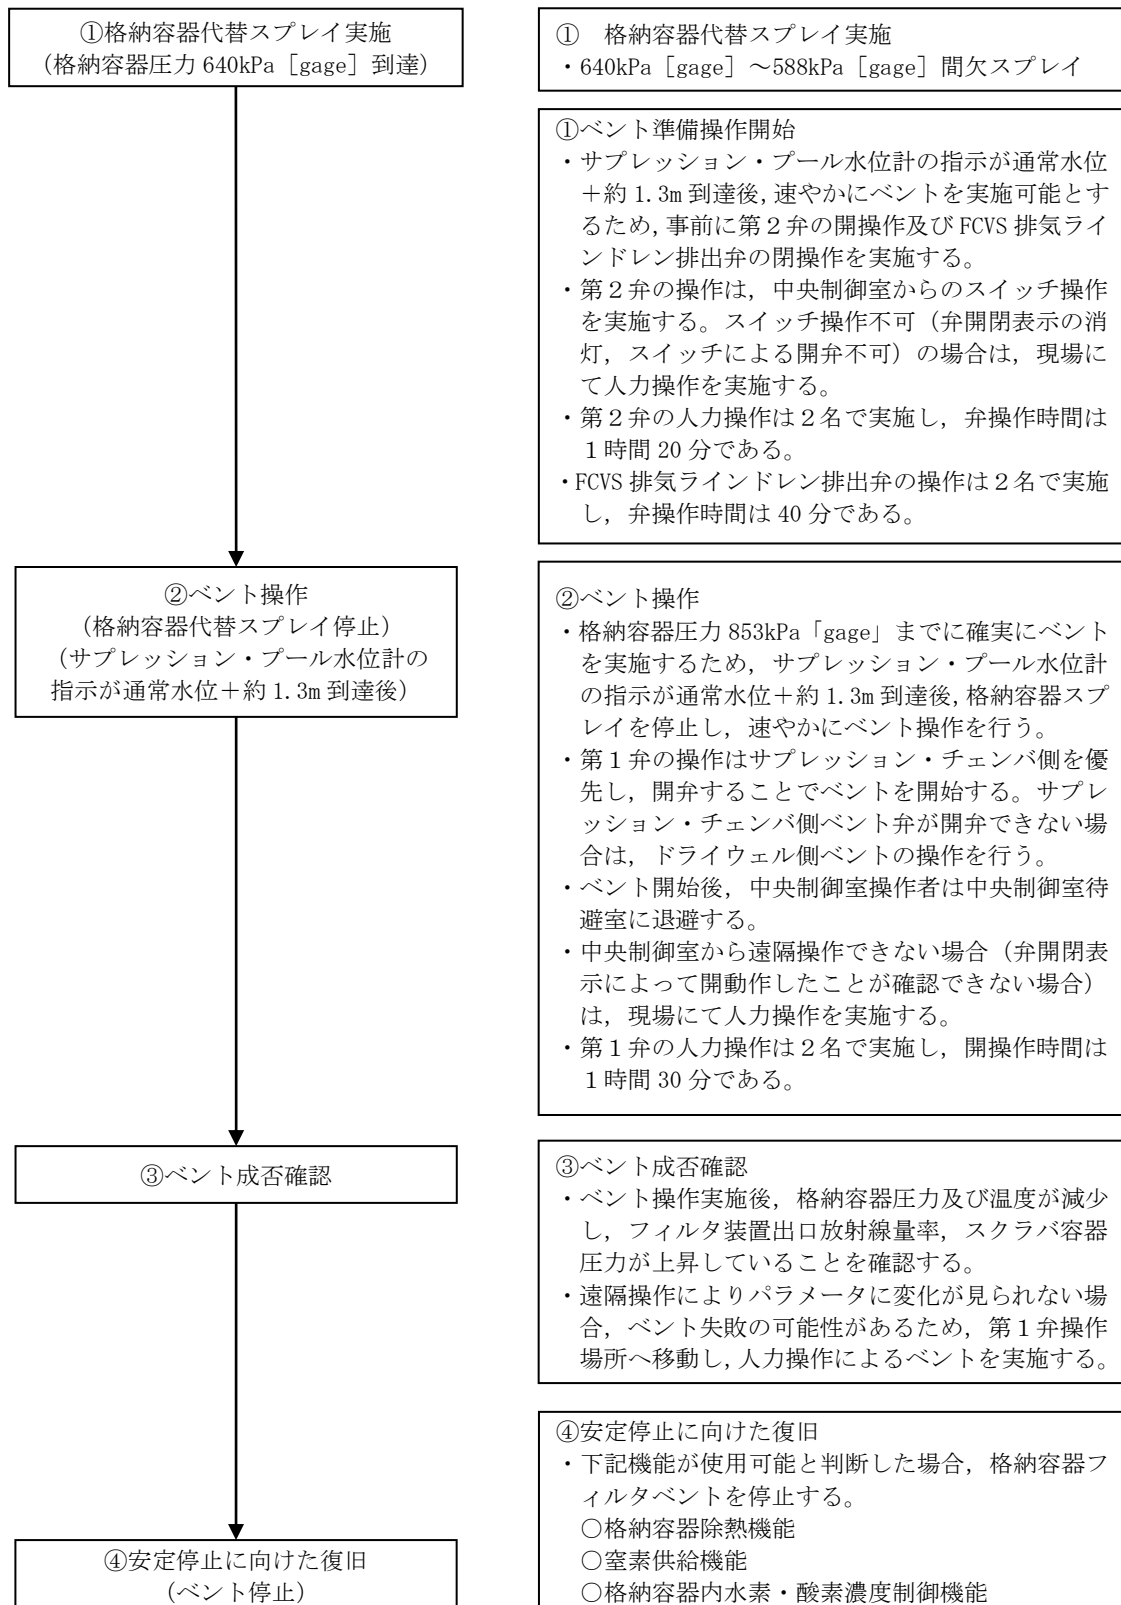 ①格納容器代替スプレイ実施
(格納容器圧力 640kPa [gage] 到達)
① 格納容器代替スプレイ実施
・640kPa [gage] ～588kPa [gage] 間欠スプレイ
①ベント準備操作開始
・サプレッション・プール水位計の指示が通常水位
＋約 1.3m 到達後,速やかにベントを実施可能とす
るため,事前に第２弁の開操作及び FCVS 排気ライ
ンドレン排出弁の閉操作を実施する。
・第２弁の操作は，中央制御室からのスイッチ操作
を実施する。スイッチ操作不可（弁開閉表示の消
灯，スイッチによる開弁不可）の場合は，現場に
て人力操作を実施する。
・第２弁の人力操作は２名で実施し，弁操作時間は
１時間 20 分である。
・FCVS 排気ラインドレン排出弁の操作は２名で実施
し，弁操作時間は 40 分である。
②ベント操作
（格納容器代替スプレイ停止）
（サプレッション・プール水位計の
指示が通常水位＋約 1.3m 到達後）
②ベント操作
・格納容器圧力 853kPa「gage」までに確実にベント
を実施するため，サプレッション・プール水位計
の指示が通常水位＋約 1.3m 到達後,格納容器スプ
レイを停止し，速やかにベント操作を行う。
・第１弁の操作はサプレッション・チェンバ側を優
先し，開弁することでベントを開始する。サプレ
ッション・チェンバ側ベント弁が開弁できない場
合は，ドライウェル側ベントの操作を行う。
・ベント開始後，中央制御室操作者は中央制御室待
避室に退避する。
・中央制御室から遠隔操作できない場合（弁開閉表
示によって開動作したことが確認できない場合）
は，現場にて人力操作を実施する。
・第１弁の人力操作は２名で実施し，開操作時間は
１時間 30 分である。
③ベント成否確認
③ベント成否確認
・ベント操作実施後，格納容器圧力及び温度が減少
し，フィルタ装置出口放射線量率，スクラバ容器
圧力が上昇していることを確認する。
・遠隔操作によりパラメータに変化が見られない場
合，ベント失敗の可能性があるため，第１弁操作
場所へ移動し,人力操作によるベントを実施する。
④安定停止に向けた復旧
（ベント停止）
④安定停止に向けた復旧
・下記機能が使用可能と判断した場合，格納容器フ
ィルタベントを停止する。
○格納容器除熱機能
○窒素供給機能
○格納容器内水素・酸素濃度制御機能